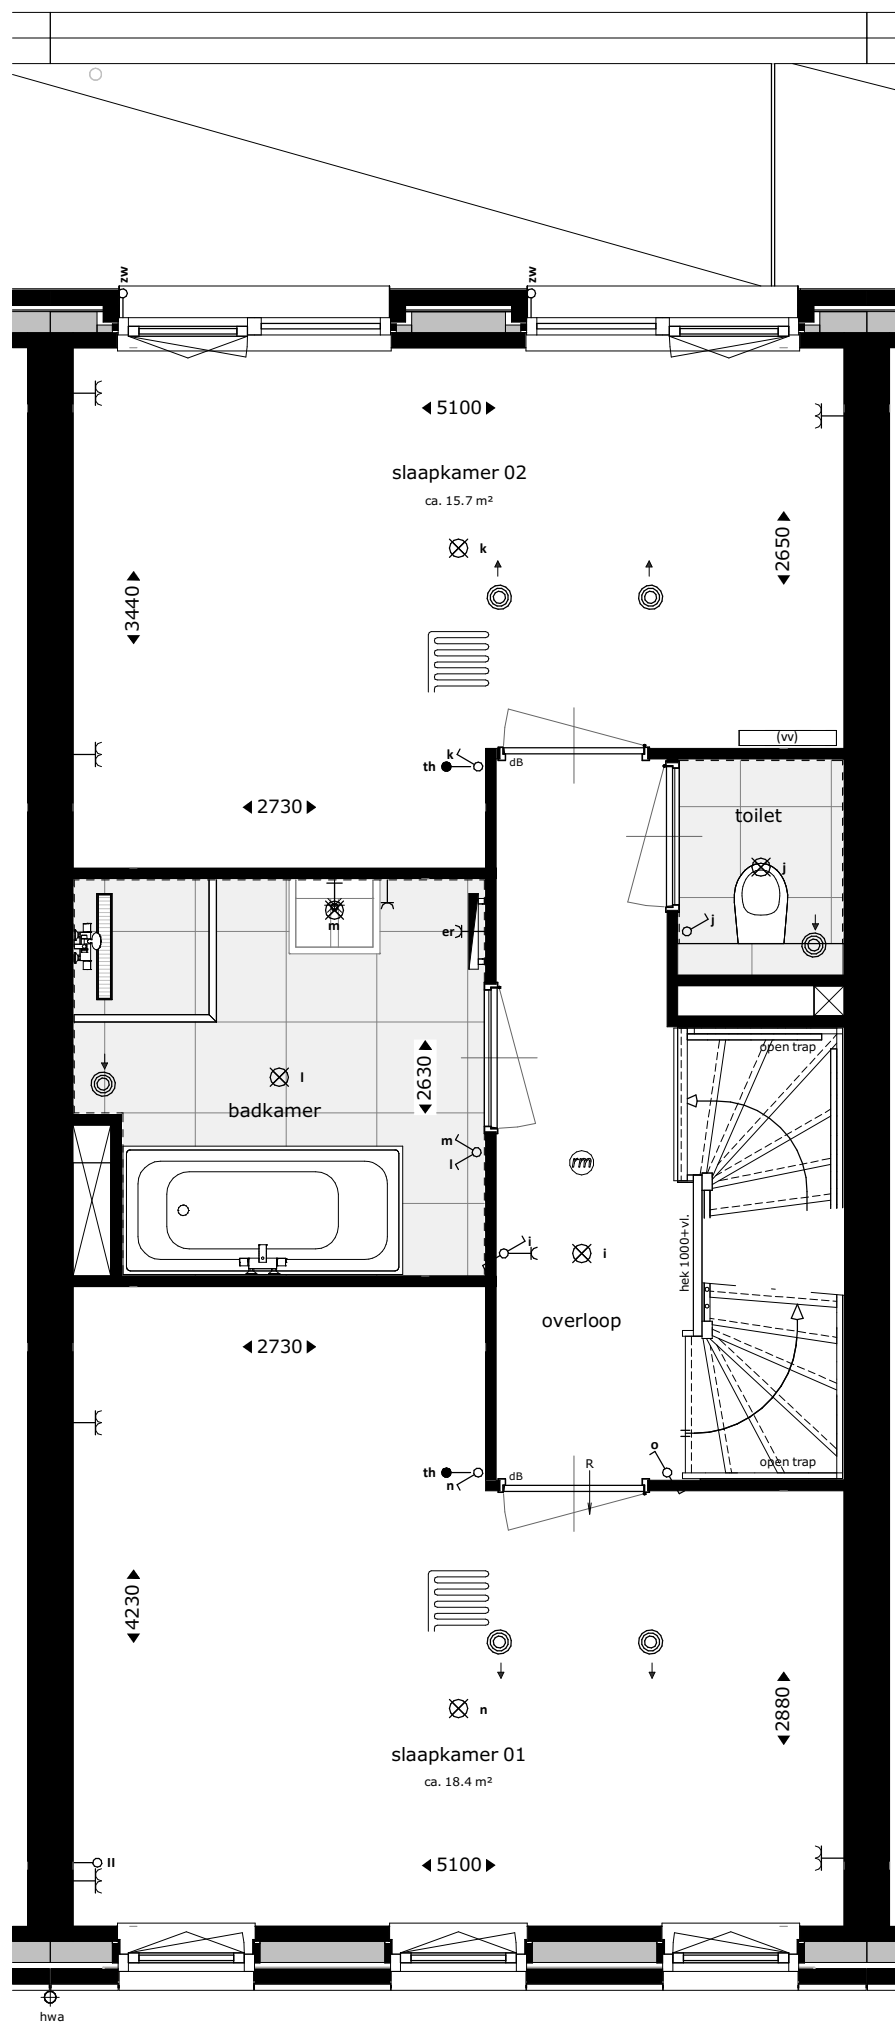 zw
zw
5100
slaapkamer 02
ca. 15.7 m²
k
2650
3440
(vv)
k
th
dB
2730
toilet
j
j
m
er
open trap
l
2630
badkamer
m
l
rm
hek 1000+vl.
i
i
overloop
2730
o
th
n
dB
R
open trap
4230
n
2880
slaapkamer 01
ca. 18.4 m²
II
5100
hwa